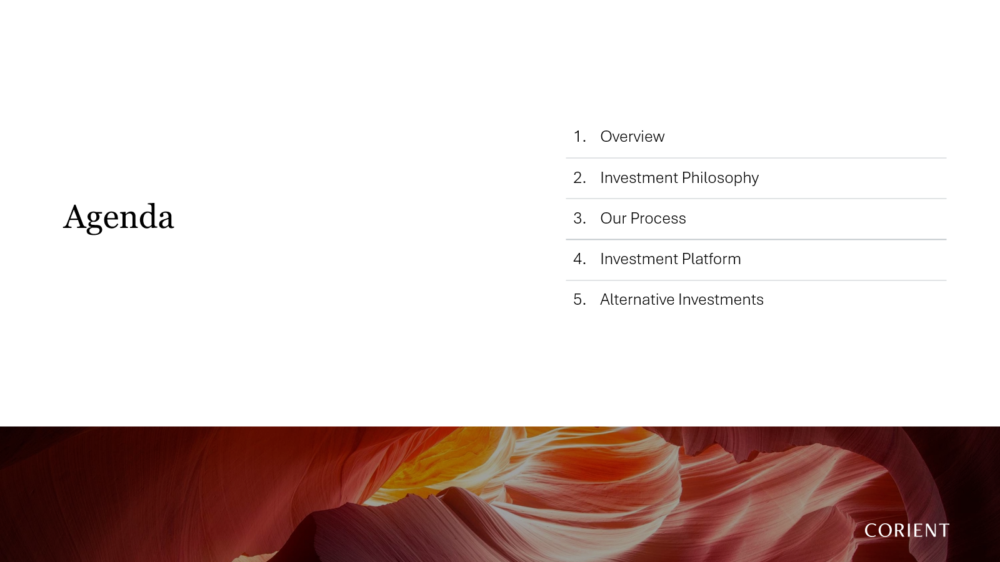 Agenda
1. Overview
2. Investment Philosophy
3. Our Process
4. Investment Platform
5. Alternative Investments
CORIENT